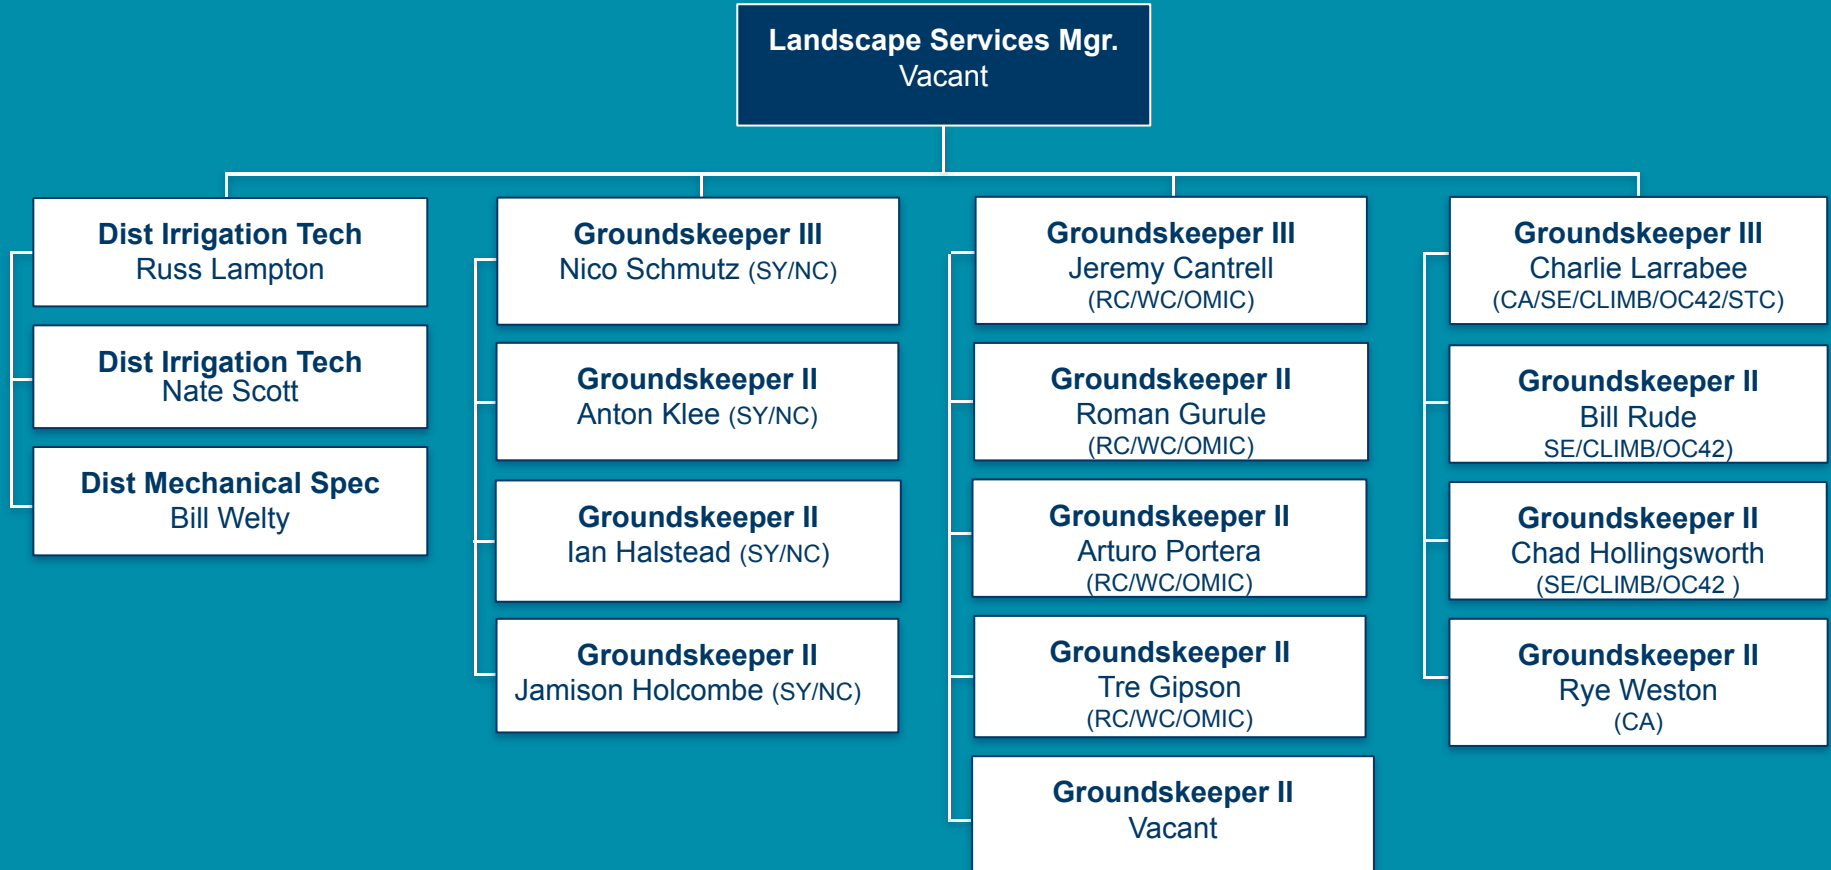 Landscape Services Mgr.
Vacant
Dist Irrigation Tech
Russ Lampton
Dist Irrigation Tech
Nate Scott
Dist Mechanical Spec
Bill Welty
Groundskeeper III
Nico Schmutz (SY/NC)
Groundskeeper II
Anton Klee (SY/NC)
Groundskeeper II
Ian Halstead (SY/NC)
Groundskeeper II
Jamison Holcombe (SY/NC)
Groundskeeper III
Jeremy Cantrell
(RC/WC/OMIC)
Groundskeeper II
Roman Gurule
(RC/WC/OMIC)
Groundskeeper II
Arturo Portera
(RC/WC/OMIC)
Groundskeeper II
Tre Gipson
(RC/WC/OMIC)
Groundskeeper II
Vacant
Groundskeeper III
Charlie Larrabee
(CA/SE/CLIMB/OC42/STC)
Groundskeeper II
Bill Rude
SE/CLIMB/OC42)
Groundskeeper II
Chad Hollingsworth
(SE/CLIMB/OC42 )
Groundskeeper II
Rye Weston
(CA)